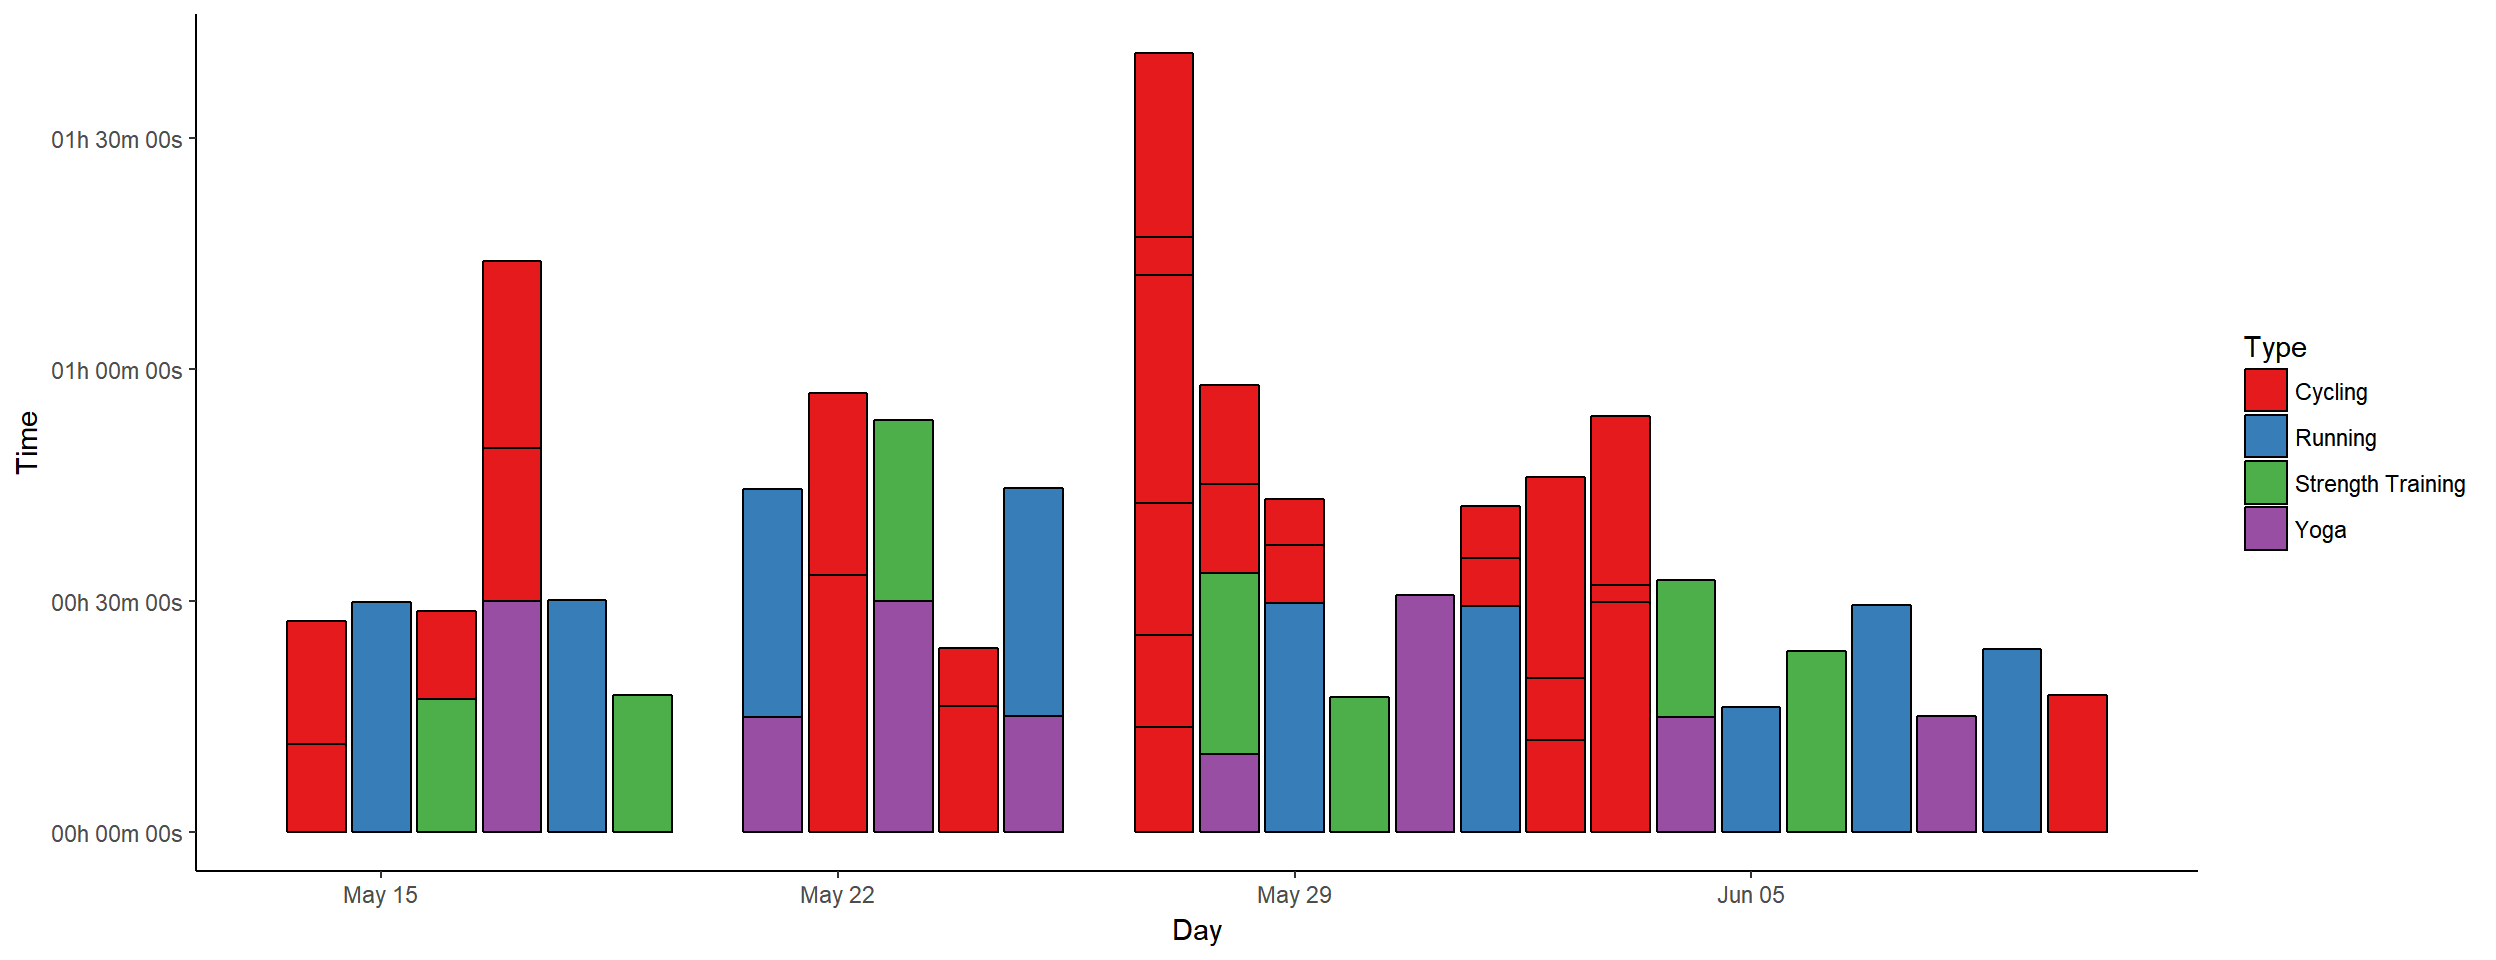 01h 30m 00s
01h 00m 00s
00h 30m 00s
00h 00m 00s
Time
May 15
May 22
May 29
Jun 05
Day
Type
Cycling
Running
Strength Training
Yoga